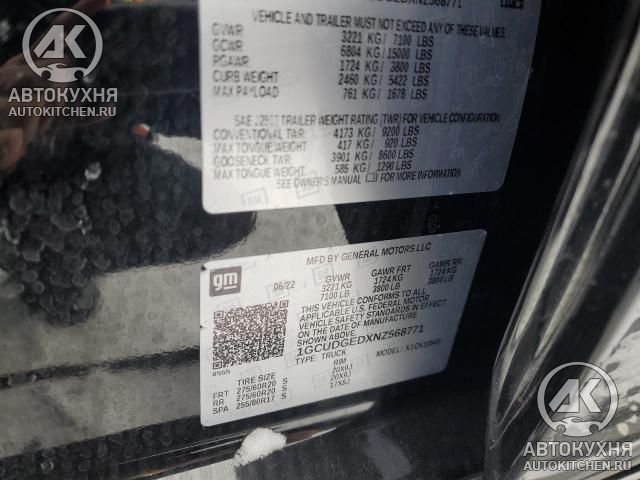 1GCUDGEDXNZ568771
VEHICLE AND TRAILER MUST NOT EXCEED ANY OF THESE VALUES.
GVWR 3221 KG/ 7100 LBS
GCWR 6804 KG/15000 LBS
PGAWR 1724 KG/ 3800 LBS
CURB WEIGHT 2460 KG/ 5422 LBS
MAX PAYLOAD 761 KG/ 1678 LBS
SAE J2807 TRAILER WEIGHT RATING (TWR) FOR VEHICLE CONFIGURATION
CONVENTIONAL TWR 4173 KG/ 9200 LBS
MAX TONGUE WEIGHT 417 KG/ 920 LBS
GOOSENECK TWR 3901 KG/ 8600 LBS
MAX TONGUE WEIGHT 585 KG/ 1290 LBS
SEE OWNER'S MANUAL FOR MORE INFORMATION
MFD BY GENERAL MOTORS LLC
gm
06/22 GVWR GAWR FRT GAWR RR
3221 KG 1724 KG 1724 KG
7100 LB 3800 LB 3800 LB
THIS VEHICLE CONFORMS TO ALL
APPLICABLE U.S. FEDERAL MOTOR
VEHICLE SAFETY AND THEFT
PREVENTION STANDARDS IN EFFECT
ON THE DATE OF MANUFACTURE
SHOWN ABOVE.
1GCUDGEDXNZ568771
TYPE: TRUCK MODEL: X1CK10543
TIRE SIZE RIM
FRT 275/60R20 S 20X9J
RR 275/60R20 S 20X9J
SPA 255/80R17 S 17X8J
АВТОКУХНЯ
AUTOKITCHEN.RU
АВТОКУХНЯ
AUTOKITCHEN.RU